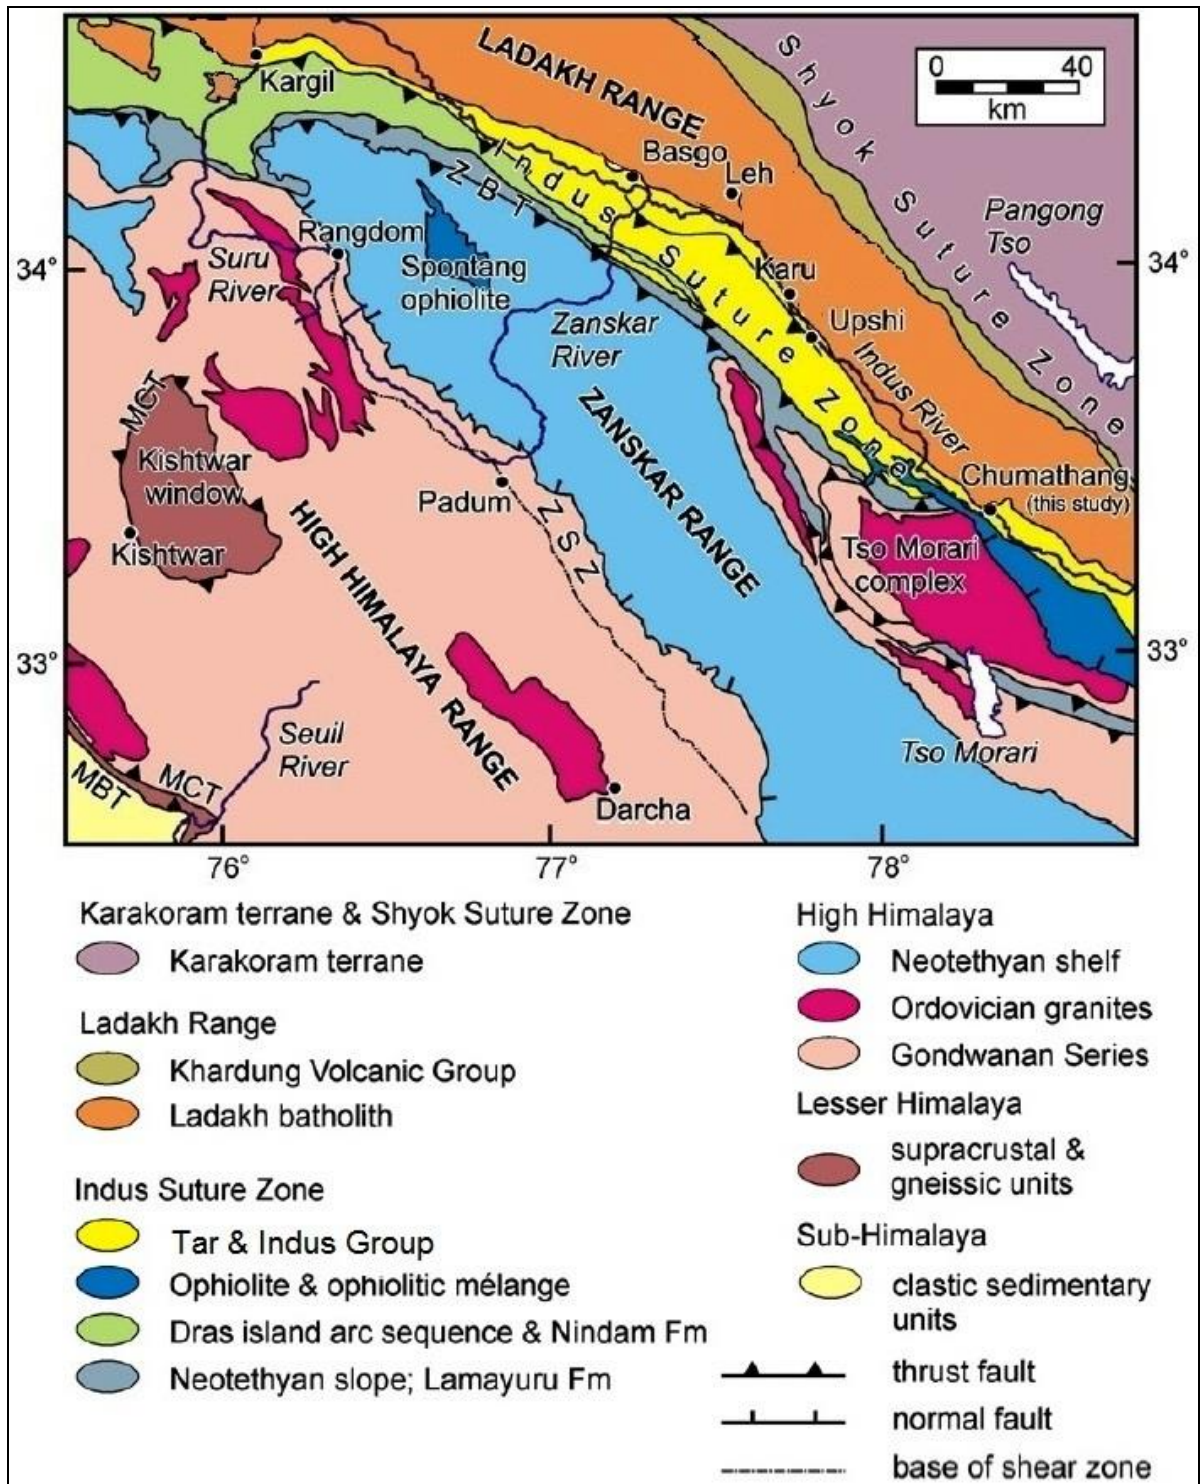 LADAKH RANGE
Shyok Suture Zone
0 40
km
Kargil
Basgo
Leh
Indus Suture Zone
ZBT
Pangong
Tso
34°
34°
Rangdom
Suru
River
Spontang
ophiolite
Karu
Zanskar
River
Upshi
Indus River
MCT
ZANSKAR RANGE
Kishtwar
window
Padum
Chumathang
(this study)
HIGH HIMALAYA RANGE
ZSZ
Kishtwar
Tso Morari
complex
33°
33°
Seuil
River
Tso Morari
MBT
MCT
Darcha
76°
77°
78°
Karakoram terrane & Shyok Suture Zone
Karakoram terrane
Ladakh Range
Khardung Volcanic Group
Ladakh batholith
Indus Suture Zone
Tar & Indus Group
Ophiolite & ophiolitic mélange
Dras island arc sequence & Nindam Fm
Neotethyan slope; Lamayuru Fm
High Himalaya
Neotethyan shelf
Ordovician granites
Gondwanan Series
Lesser Himalaya
supracrustal &
gneissic units
Sub-Himalaya
clastic sedimentary
units
thrust fault
normal fault
base of shear zone